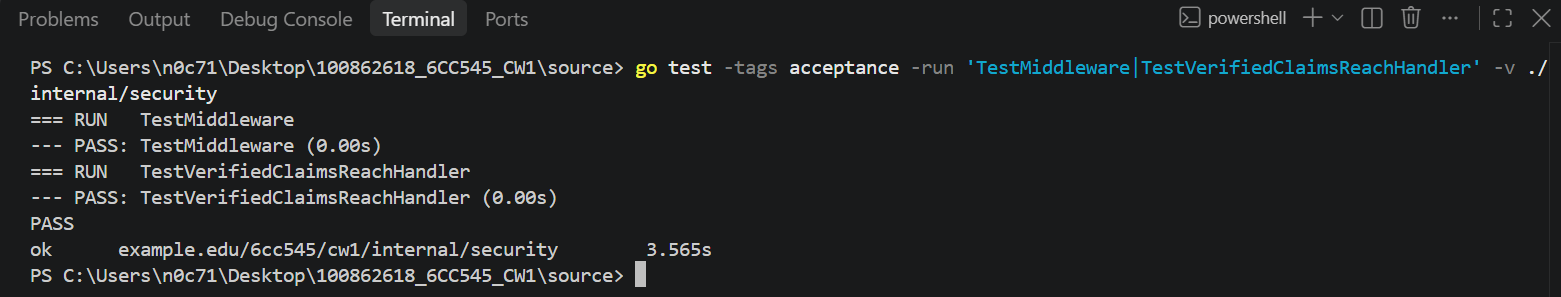 Problems Output Debug Console Terminal Ports powershell
PS C:\Users\n0c71\Desktop\100862618_6CC545_CW1\source> go test -tags acceptance -run 'TestMiddleware|TestVerifiedClaimsReachHandler' -v ./
internal/security
=== RUN   TestMiddleware
--- PASS: TestMiddleware (0.00s)
=== RUN   TestVerifiedClaimsReachHandler
--- PASS: TestVerifiedClaimsReachHandler (0.00s)
PASS
ok      example.edu/6cc545/cw1/internal/security        3.565s
PS C:\Users\n0c71\Desktop\100862618_6CC545_CW1\source>